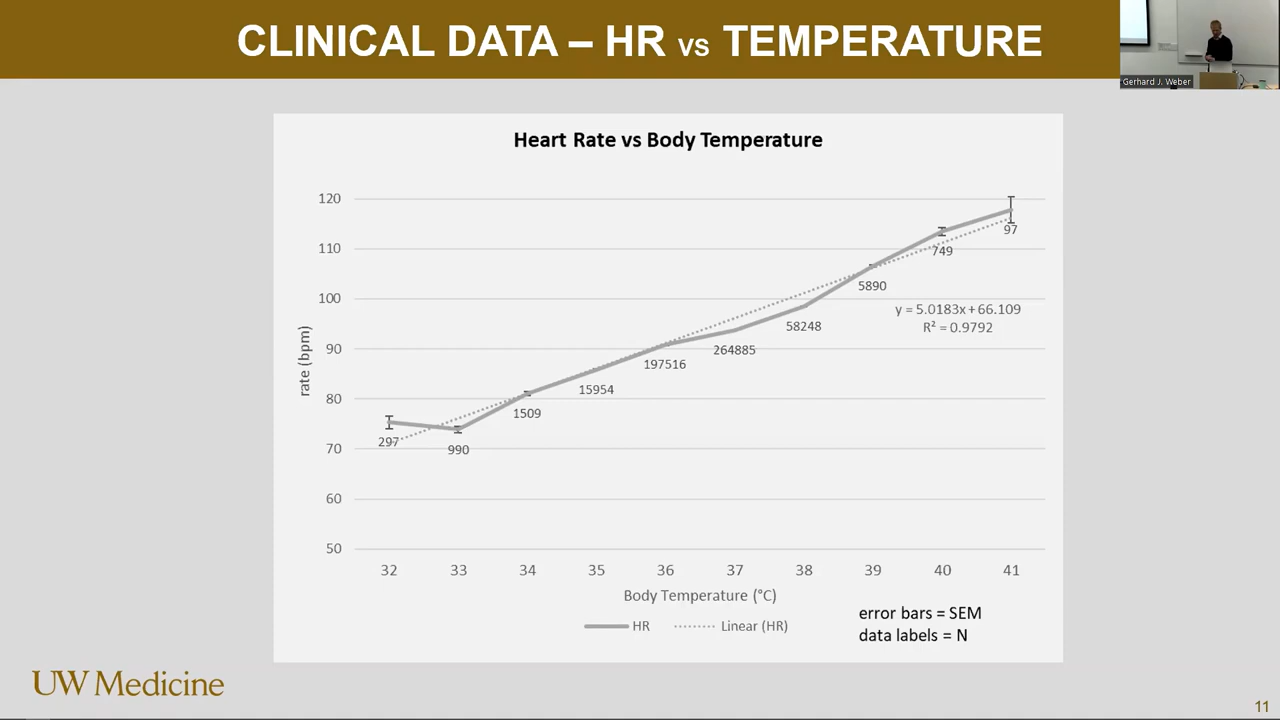 CLINICAL DATA – HR vs TEMPERATURE
Gerhard J. Weber
Heart Rate vs Body Temperature
120
110
100
90
80
70
60
50
rate (bpm)
297
990
1509
15954
197516
264885
58248
5890
749
97
y = 5.0183x + 66.109
R² = 0.9792
32 33 34 35 36 37 38 39 40 41
Body Temperature (°C)
HR Linear (HR)
error bars = SEM
data labels = N
UW Medicine
11